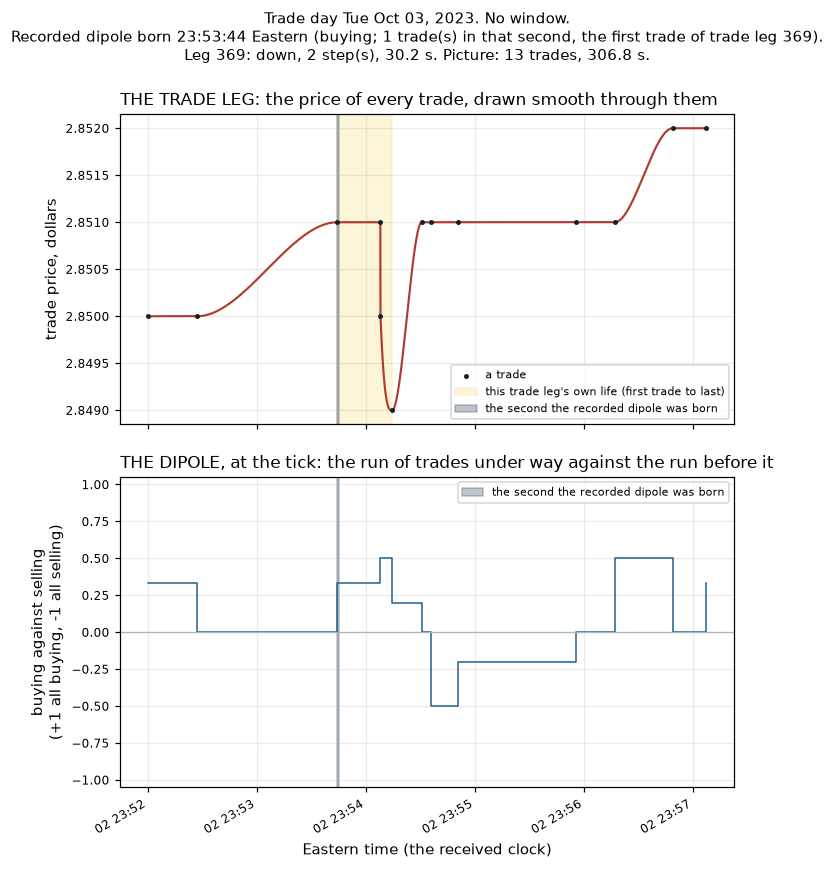 Trade day Tue Oct 03, 2023. No window.
Recorded dipole born 23:53:44 Eastern (buying; 1 trade(s) in that second, the first trade of trade leg 369).
Leg 369: down, 2 step(s), 30.2 s. Picture: 13 trades, 306.8 s.
THE TRADE LEG: the price of every trade, drawn smooth through them
trade price, dollars
2.8520
2.8515
2.8510
2.8505
2.8500
2.8495
2.8490
a trade
this trade leg's own life (first trade to last)
the second the recorded dipole was born
THE DIPOLE, at the tick: the run of trades under way against the run before it
the second the recorded dipole was born
buying against selling
(+1 all buying, -1 all selling)
1.00
0.75
0.50
0.25
0.00
−0.25
−0.50
−0.75
−1.00
02 23:52
02 23:53
02 23:54
02 23:55
02 23:56
02 23:57
Eastern time (the received clock)